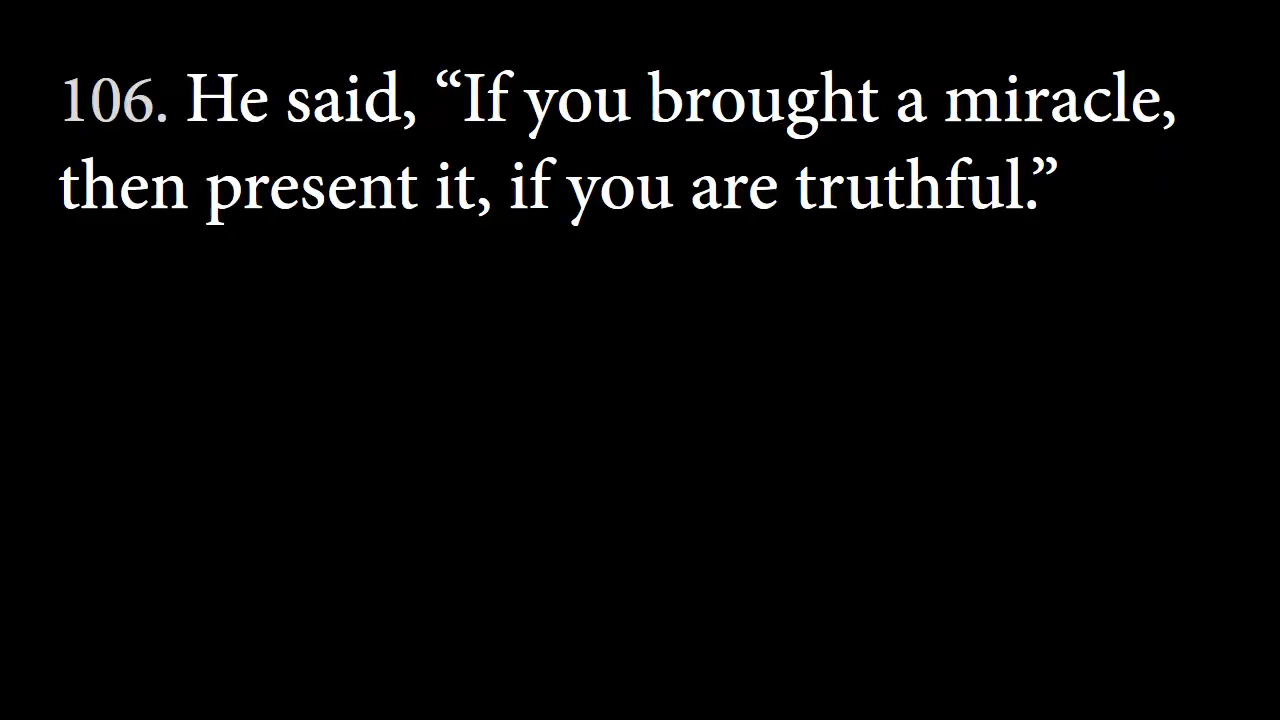 106. He said, “If you brought a miracle,
then present it, if you are truthful.”